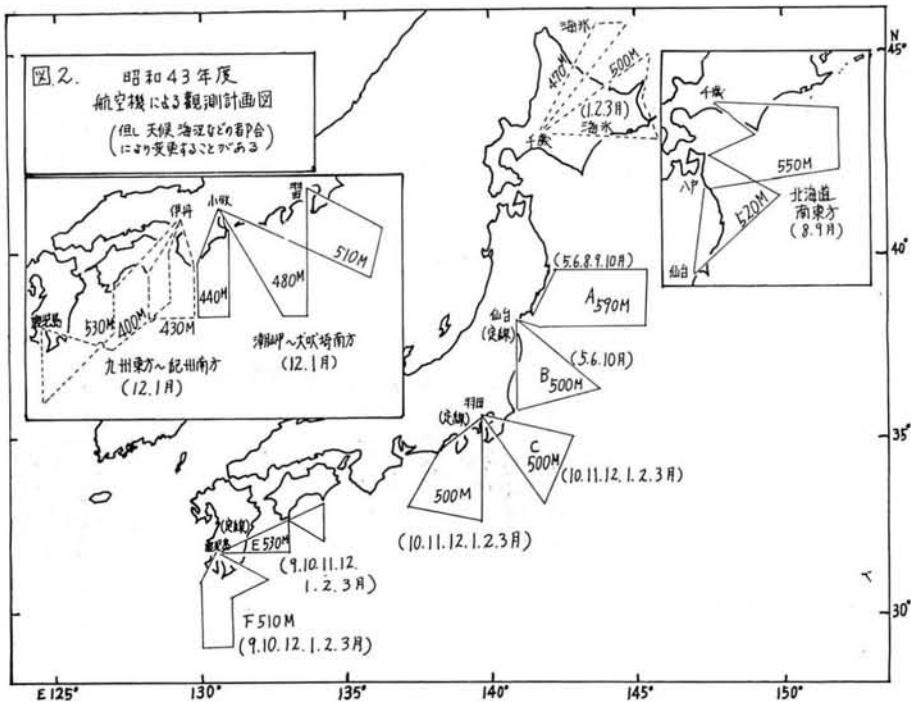 図.2.
昭和43年度
航空機による観測計画図
(但し天候海況などの都合
により変更することがある)
伊丹
小牧
羽田
鹿児島
530M
400M
430M
440M
480M
510M
九州東方～紀州南方
(12.1月)
潮岬～犬吠埼南方
(12.1月)
海氷
470M
500M
(1.2.3月)
海氷
千歳
N
45°
40°
35°
30°
千歳
八戸
仙台
550M
520M
北海道
南東方
(8.9月)
(5.6.8.9.10月)
A 590M
仙台
(定線)
(5.6.10月)
B 500M
羽田
(定線)
C
500M
(10.11.12.1.2.3月)
500M
(10.11.12.1.2.3月)
(定線)
鹿児島
E 530M
(9.10.11.12.
1.2.3月)
F 510M
(9.10.12.1.2.3月)
E125°
130°
135°
140°
145°
150°